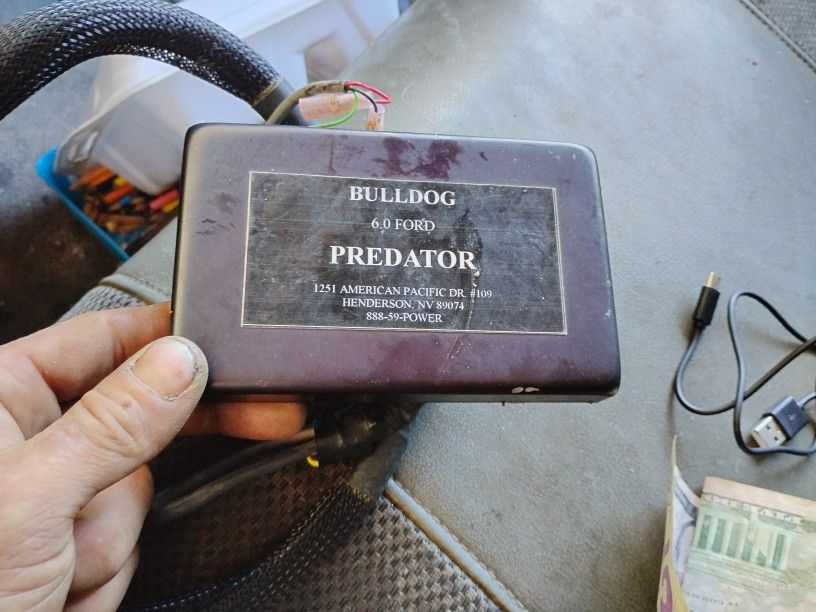 BULLDOG
6.0 FORD
PREDATOR
1251 AMERICAN PACIFIC DR. #109
HENDERSON, NV 89074
888-59-POWER